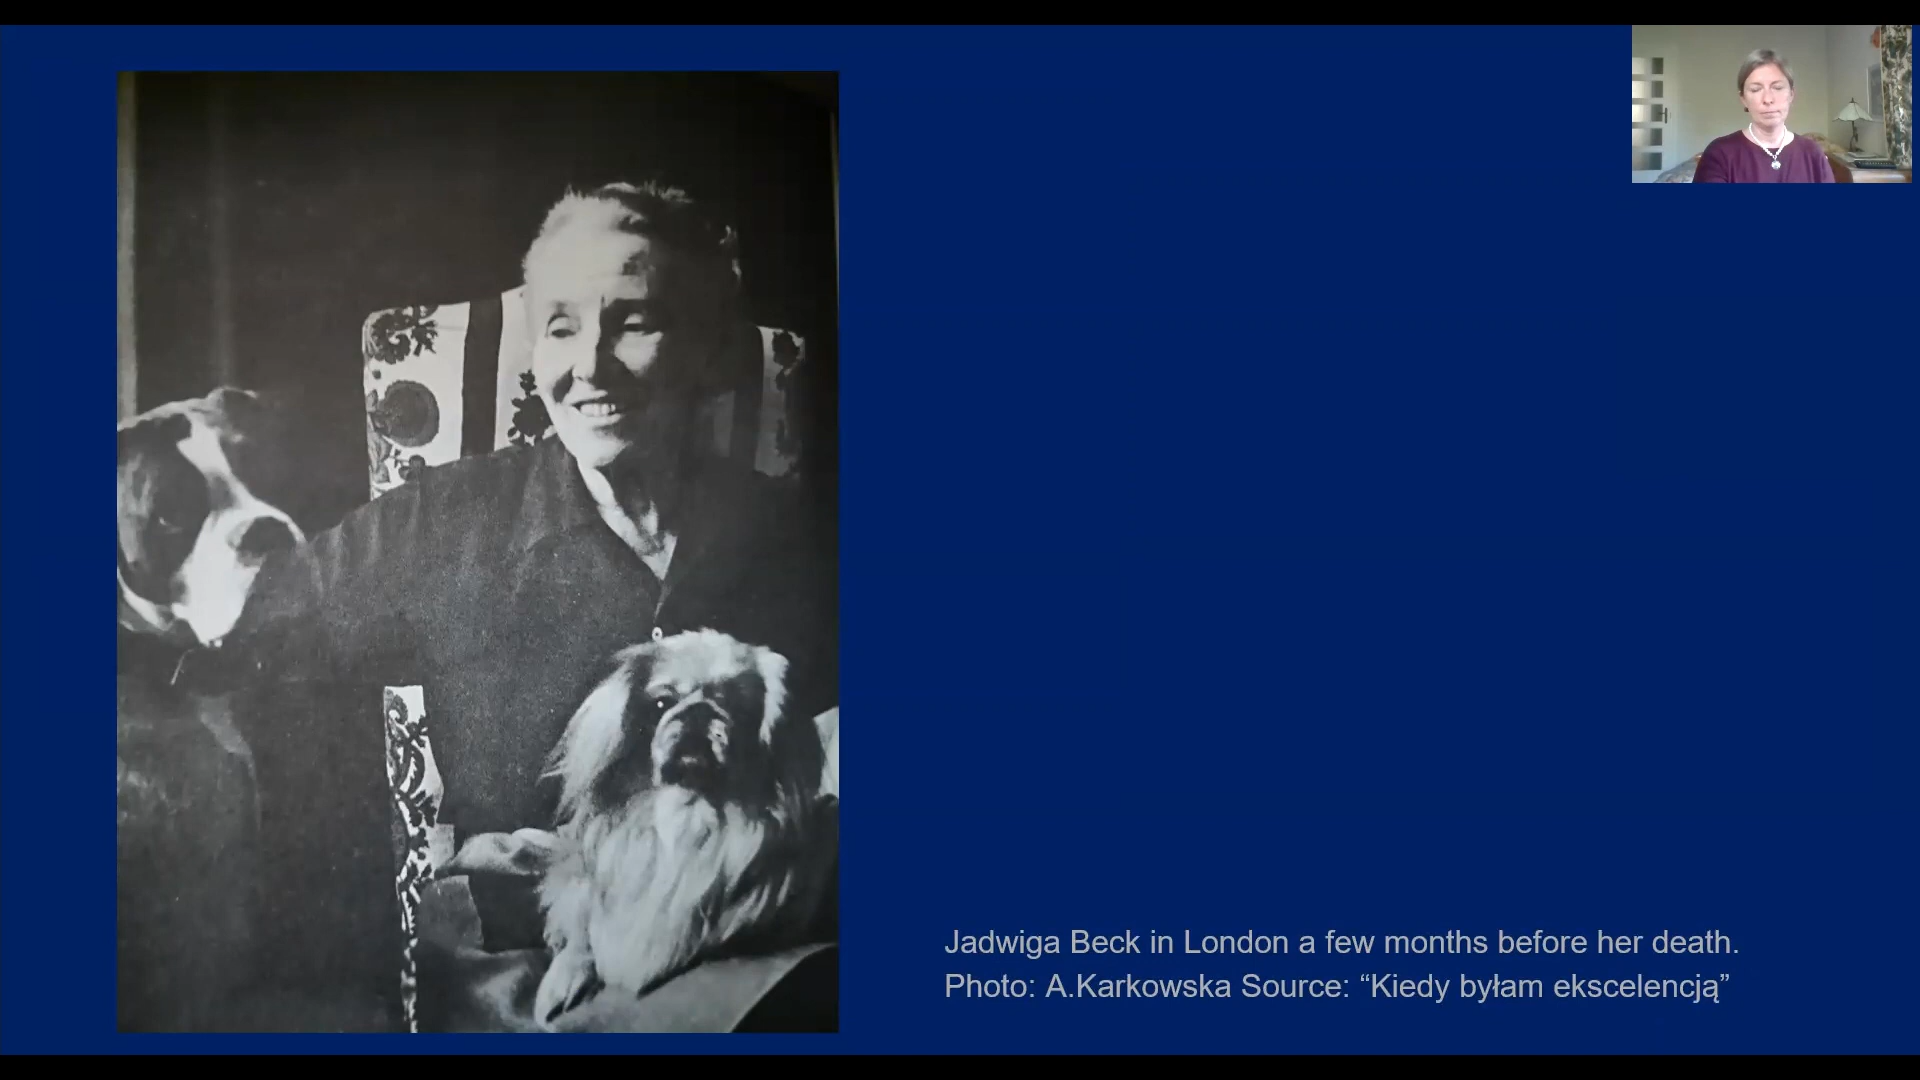 Jadwiga Beck in London a few months before her death.
Photo: A.Karkowska Source: “Kiedy byłam ekscelencją”